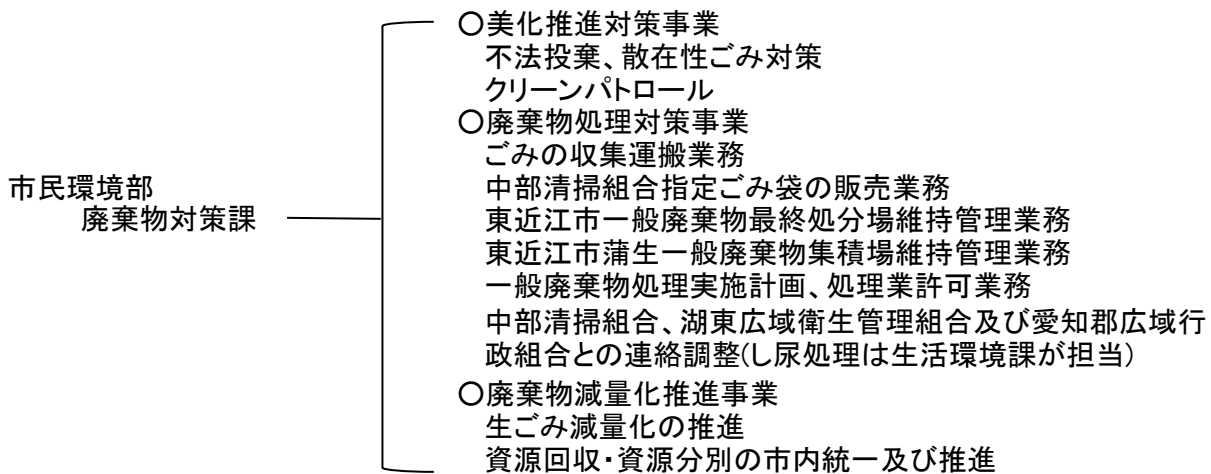 市民環境部
廃棄物対策課
〇美化推進対策事業
不法投棄、散在性ごみ対策
クリーンパトロール
〇廃棄物処理対策事業
ごみの収集運搬業務
中部清掃組合指定ごみ袋の販売業務
東近江市一般廃棄物最終処分場維持管理業務
東近江市蒲生一般廃棄物集積場維持管理業務
一般廃棄物処理実施計画、処理業許可業務
中部清掃組合、湖東広域衛生管理組合及び愛知郡広域行
政組合との連絡調整(し尿処理は生活環境課が担当)
〇廃棄物減量化推進事業
生ごみ減量化の推進
資源回収・資源分別の市内統一及び推進